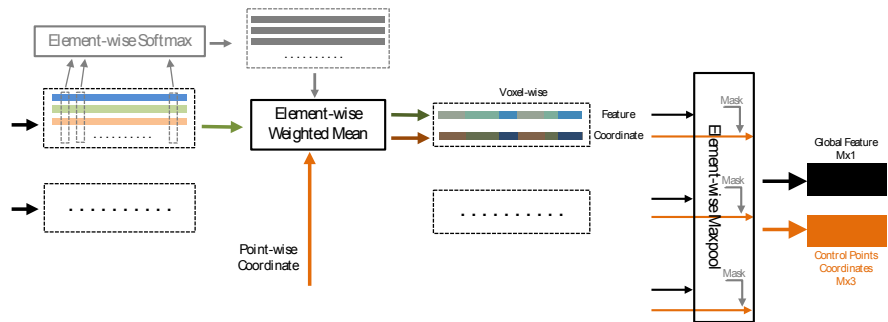 Element-wise Softmax
. . . . . . . . . .
Voxel-wise
Mask
. . . . . . . . . .
Element-wise
Weighted Mean
Feature
Coordinate
Element-wise Maxpool
Global Feature
Mx1
Mask
. . . . . . . . . .
. . . . . . . . . .
Point-wise
Coordinate
Control Points
Coordinates
Mx3
Mask